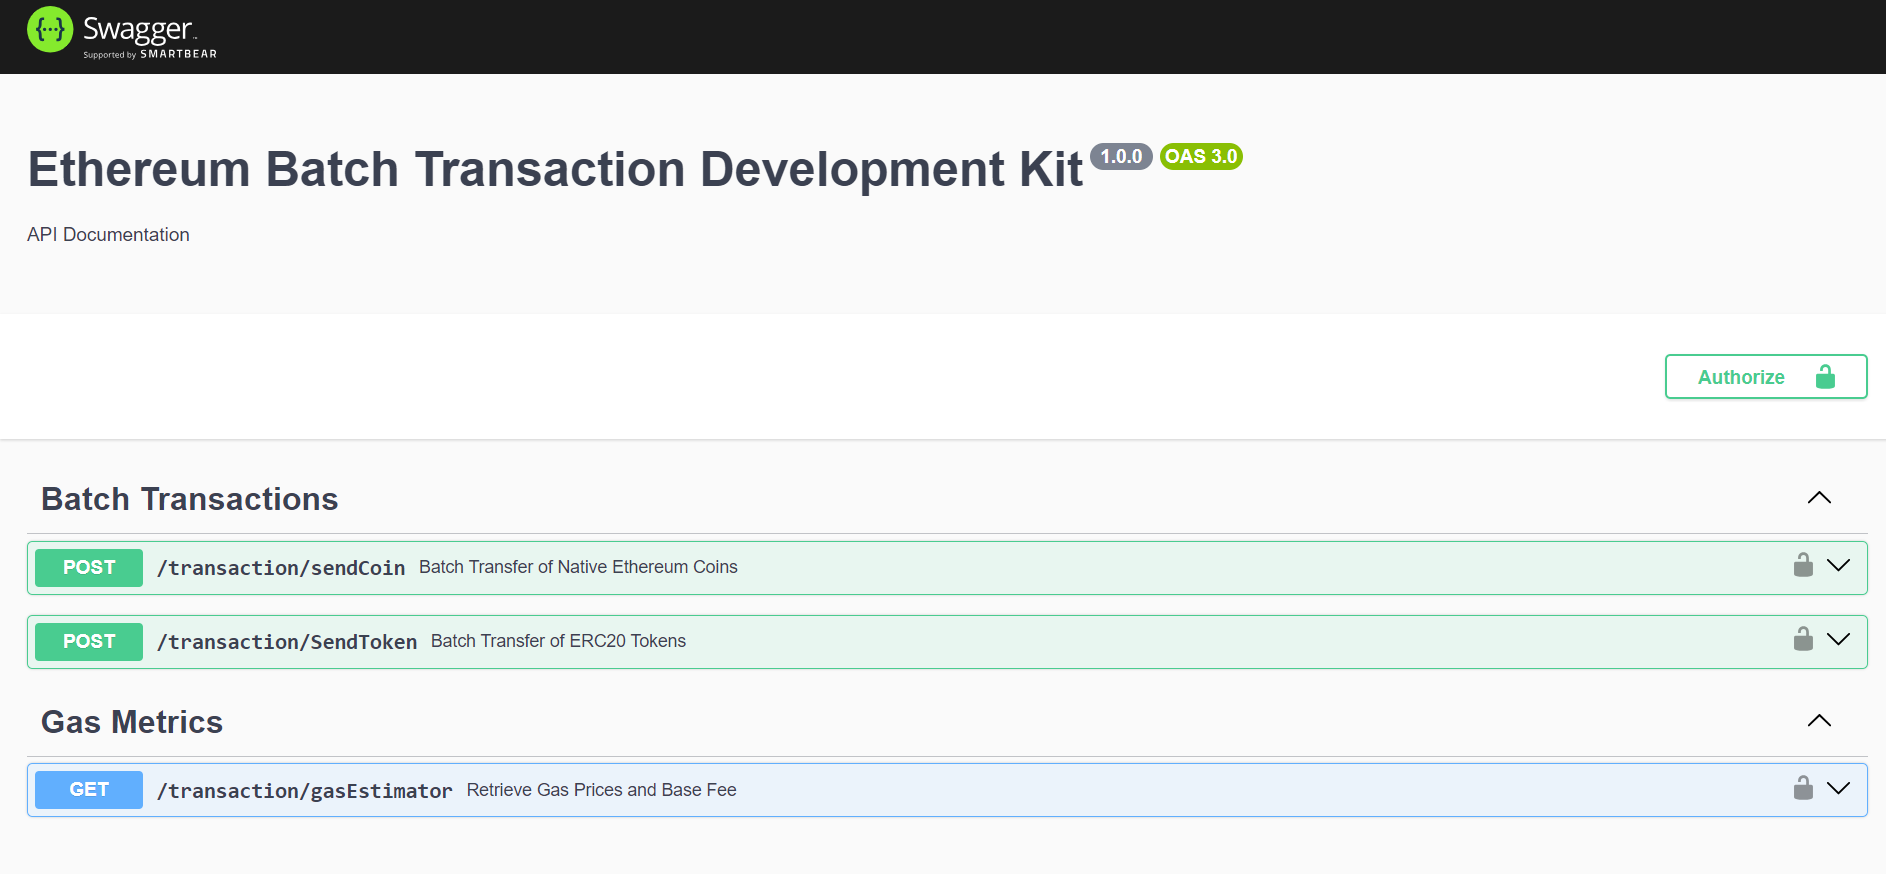 {···} Swagger™
Supported by SMARTBEAR
Ethereum Batch Transaction Development Kit 1.0.0 OAS 3.0
API Documentation
Authorize
Batch Transactions
POST /transaction/sendCoin Batch Transfer of Native Ethereum Coins
POST /transaction/SendToken Batch Transfer of ERC20 Tokens
Gas Metrics
GET /transaction/gasEstimator Retrieve Gas Prices and Base Fee